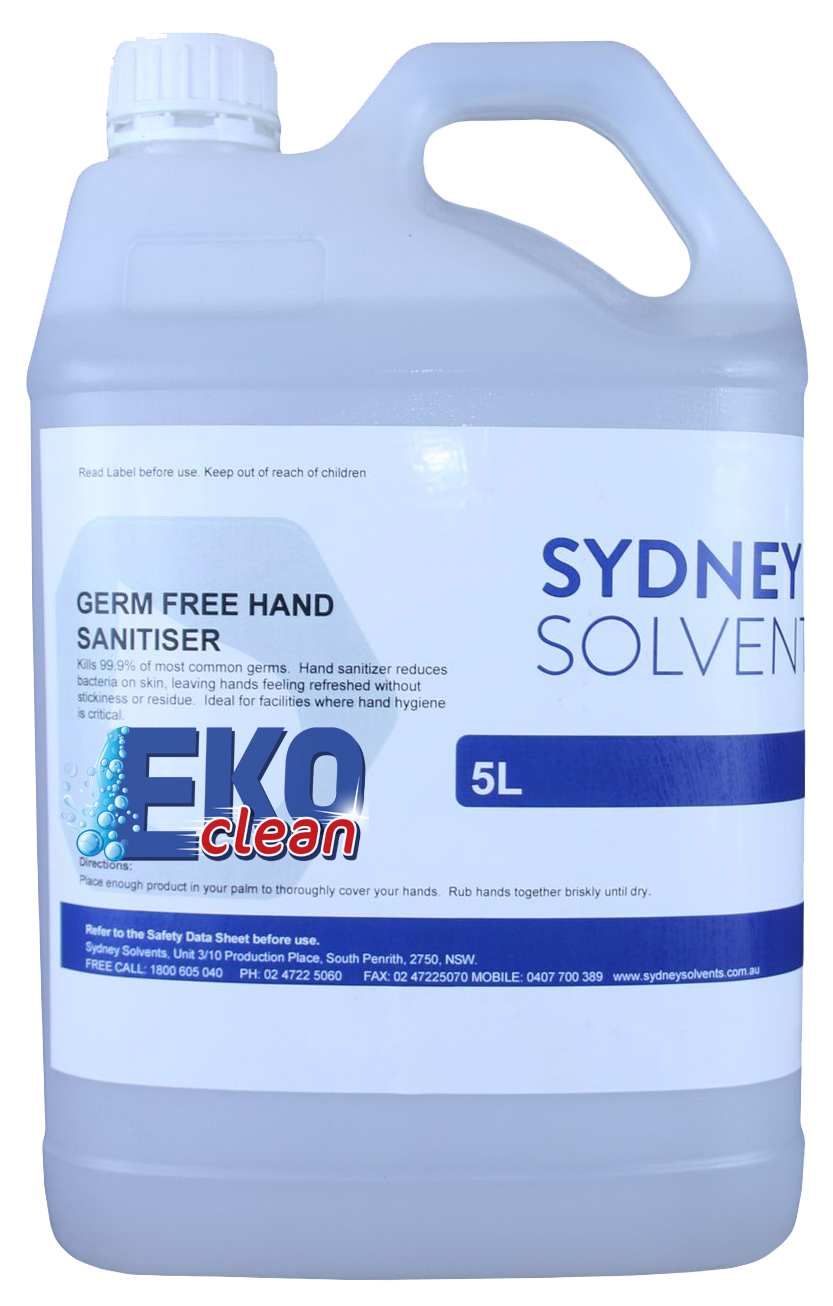 Read Label before use. Keep out of reach of children
SYDNEY
SOLVENT
GERM FREE HAND
SANITISER
Kills 99.9% of most common germs. Hand sanitizer reduces
bacteria on skin, leaving hands feeling refreshed without
stickiness or residue. Ideal for facilities where hand hygiene
is critical.
EKO
clean
5L
Directions:
Place enough product in your palm to thoroughly cover your hands. Rub hands together briskly until dry.
Refer to the Safety Data Sheet before use.
Sydney Solvents, Unit 3/10 Production Place, South Penrith, 2750, NSW.
FREE CALL: 1800 605 040 PH: 02 4722 5060 FAX: 02 47225070 MOBILE: 0407 700 389 www.sydneysolvents.com.au